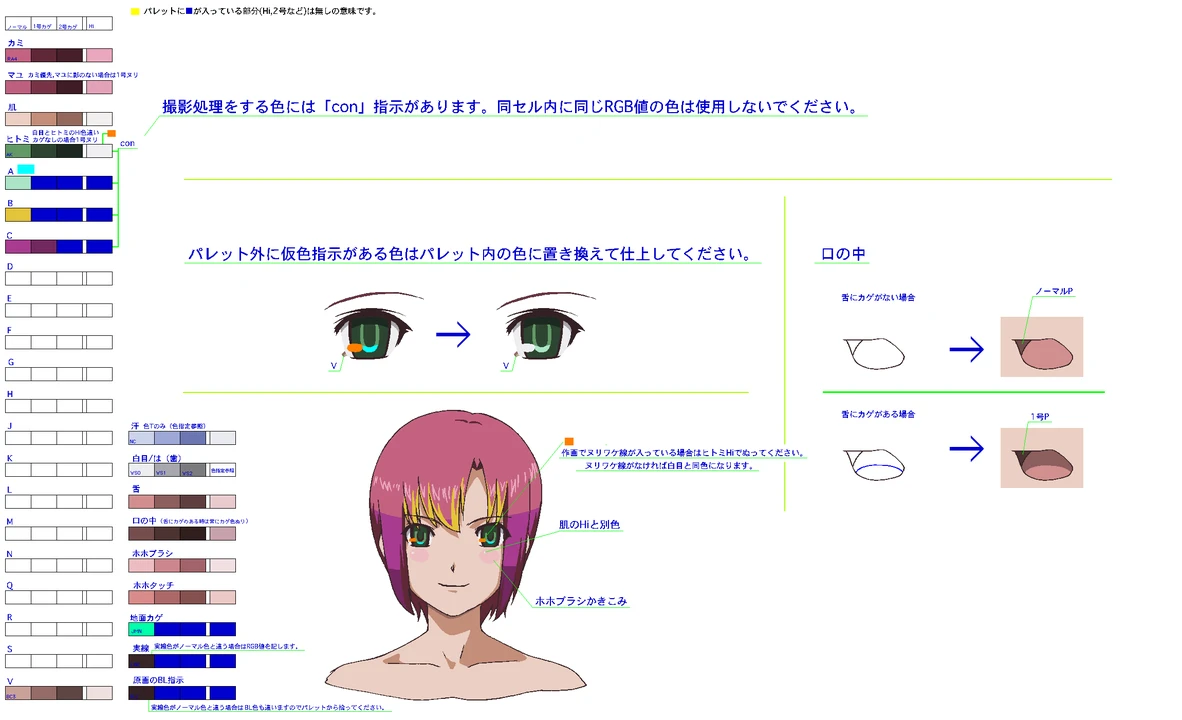 パレットに■が入っている部分(Hi,2号など)は無しの意味です。
ノーマル 1号カゲ 2号カゲ Hi
カミ
マユ カミ優先,マユに影のない場合は1号ヌリ
肌
撮影処理をする色には「con」指示があります。同セル内に同じRGB値の色は使用しないでください。
白目とヒトミのHi色違い
ヒトミ カゲなしの場合1号ヌリ
con
A
B
C
パレット外に仮色指示がある色はパレット内の色に置き換えて仕上してください。
口の中
D
E
舌にカゲがない場合
ノーマルP
F
V
V
G
H
舌にカゲがある場合
1号P
J
汗 色Tのみ(色指定参照)
NC
作画でヌリワケ線が入っている場合はヒトミHiでぬってください。
ヌリワケ線がなければ白目と同色になります。
K
白目/は(歯)
VS0 VS1 VS2 色指定参照
L
舌
M
口の中(舌にカゲのある時は常にカゲ色ぬり)
肌のHiと別色
N
ホホブラシ
Q
ホホタッチ
ホホブラシかきこみ
R
地面カゲ
S
実線 実線色がノーマル色と違う場合はRGB値を記します。
V
原画のBL指示
実線色がノーマル色と違う場合はBL色も違いますのでパレットから拾ってください。